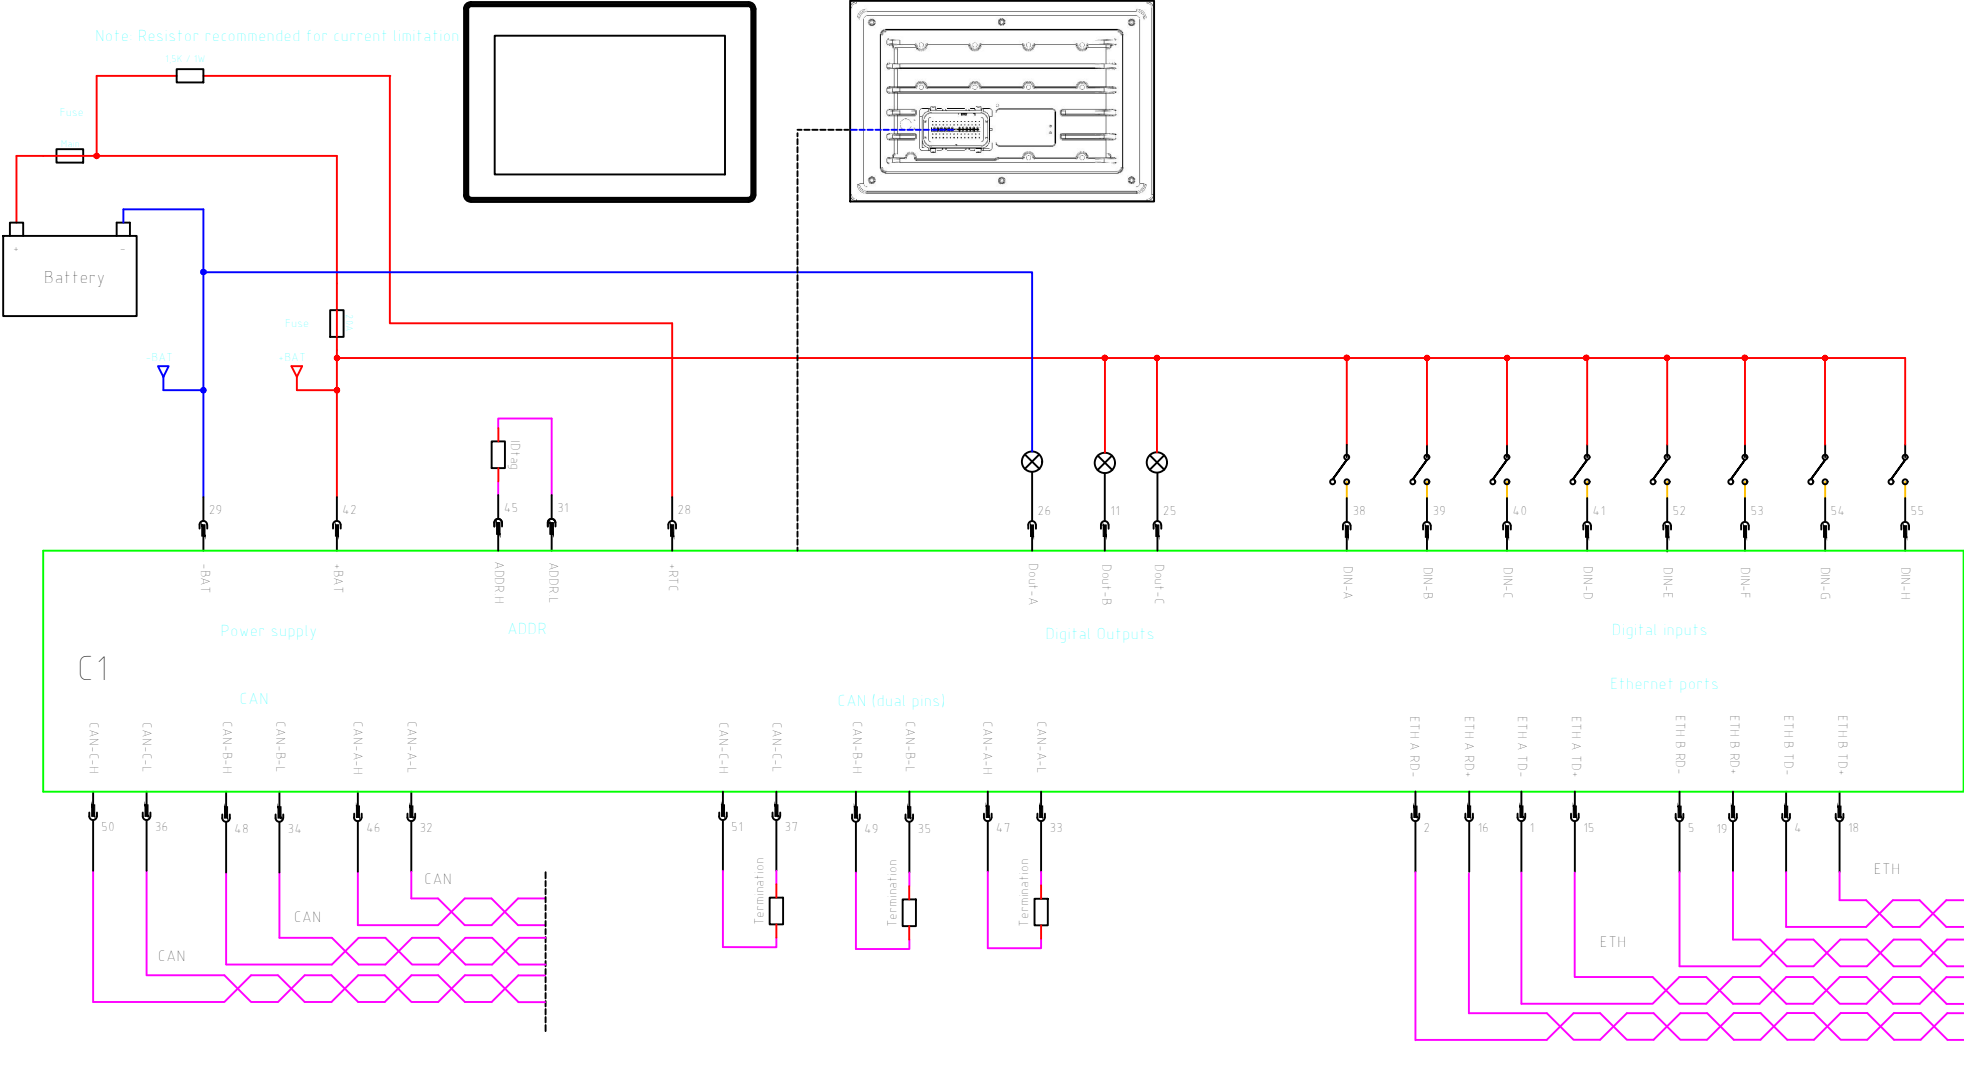 Note: Resistor recommended for current limitation
Fuse
+
-
Battery
Fuse
-BAT
-BAT
IDteg
29
42
45
31
28
26
11
25
38
39
40
41
52
53
54
55
-BAT
+BAT
ADDR.H
ADDR.L
+RTC
Dout-A
Dout-B
Dout-C
DIN-A
DIN-B
DIN-C
DIN-D
DIN-E
DIN-F
DIN-G
DIN-H
Power supply
ADDR
Digital Outputs
Digital inputs
C1
CAN
CAN (dual pins)
Ethernet ports
CAN-C-H
CAN-C-L
CAN-B-H
CAN-B-L
CAN-A-H
CAN-A-L
CAN-C-H
CAN-C-L
CAN-B-H
CAN-B-L
CAN-A-H
CAN-A-L
ETH A RD-
ETH A RD+
ETH A TD-
ETH A TD+
ETH B RD-
ETH B RD+
ETH B TD-
ETH B TD+
50
36
48
34
46
32
51
37
49
35
47
33
2
16
1
15
5
19
4
18
Termination
Termination
Termination
CAN
CAN
CAN
ETH
ETH